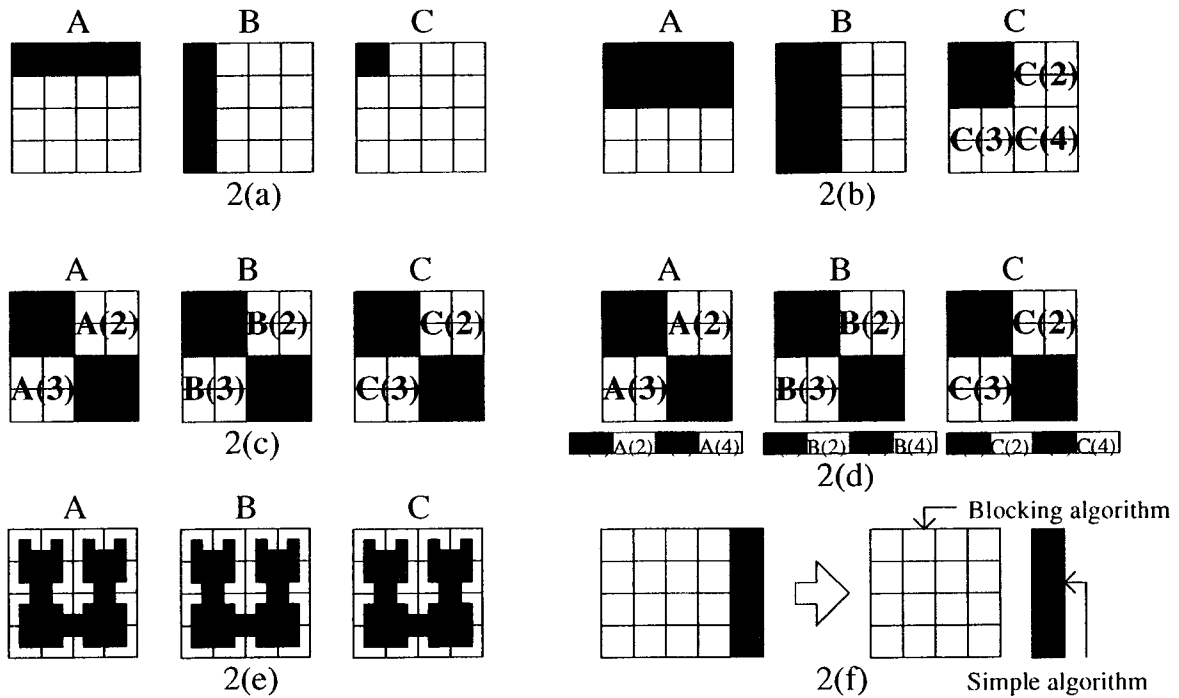 A B C
2(a)
A B C
C(2)
C(3) C(4)
2(b)
A B C
A(2) B(2) C(2)
A(3) B(3) C(3)
2(c)
A B C
A(2) B(2) C(2)
A(3) B(3) C(3)
A(2) A(4) B(2) B(4) C(2) C(4)
2(d)
A B C
2(e)
Blocking algorithm
2(f)
Simple algorithm